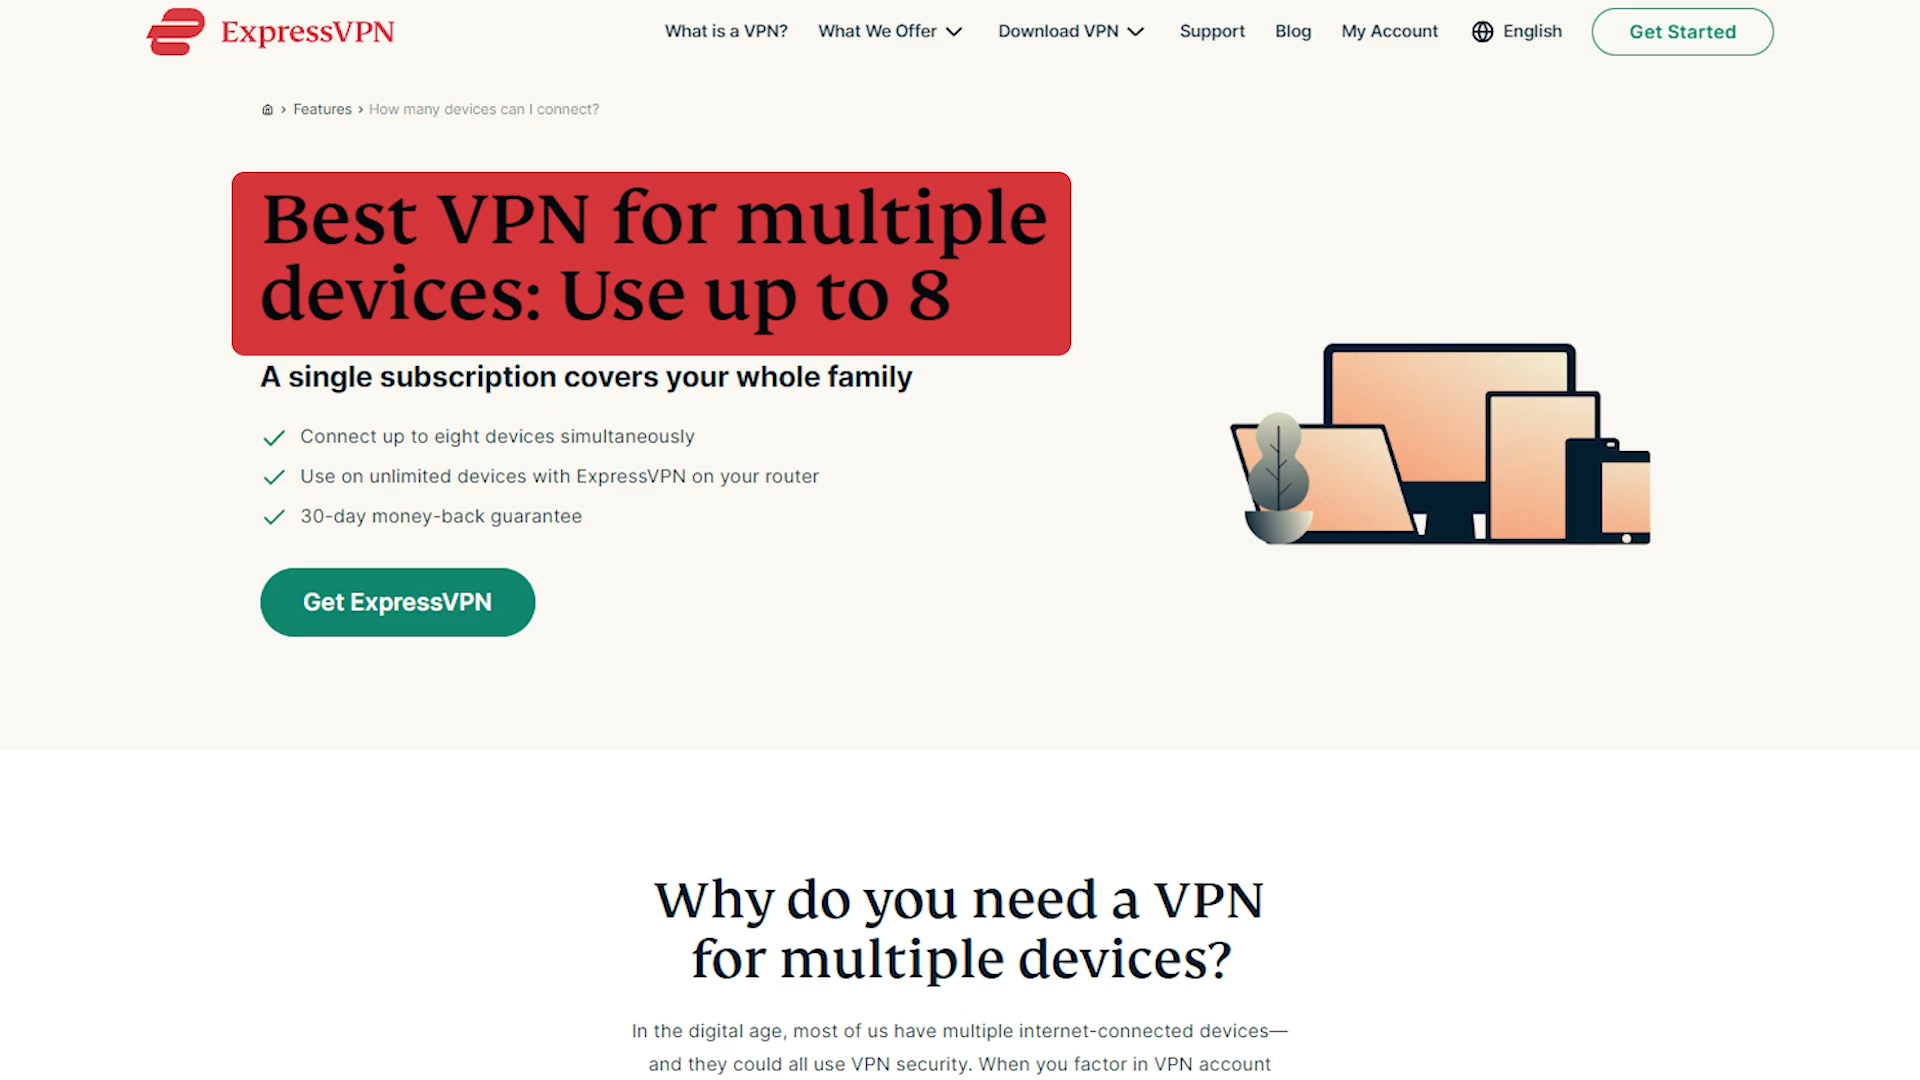 ExpressVPN
What is a VPN? What We Offer Download VPN Support Blog My Account English Get Started
› Features › How many devices can I connect?
Best VPN for multiple
devices: Use up to 8
A single subscription covers your whole family
Connect up to eight devices simultaneously
Use on unlimited devices with ExpressVPN on your router
30-day money-back guarantee
Get ExpressVPN
Why do you need a VPN
for multiple devices?
In the digital age, most of us have multiple internet-connected devices—
and they could all use VPN security. When you factor in VPN account